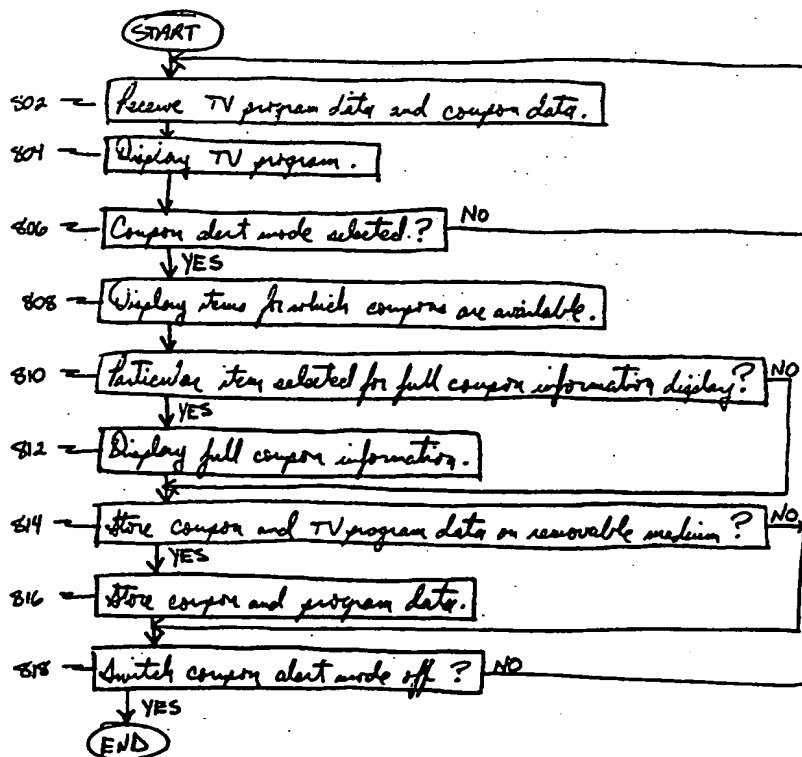 START
802 Receive TV program data and coupon data.
804 Display TV program.
806 Coupon alert mode selected.? NO
YES
808 Display items for which coupons are available.
810 Particular item selected for full coupon information display? NO
YES
812 Display full coupon information.
814 Store coupon and TV program data on removable medium? NO
YES
816 Store coupon and program data.
818 Switch coupon alert mode off? NO
YES
END